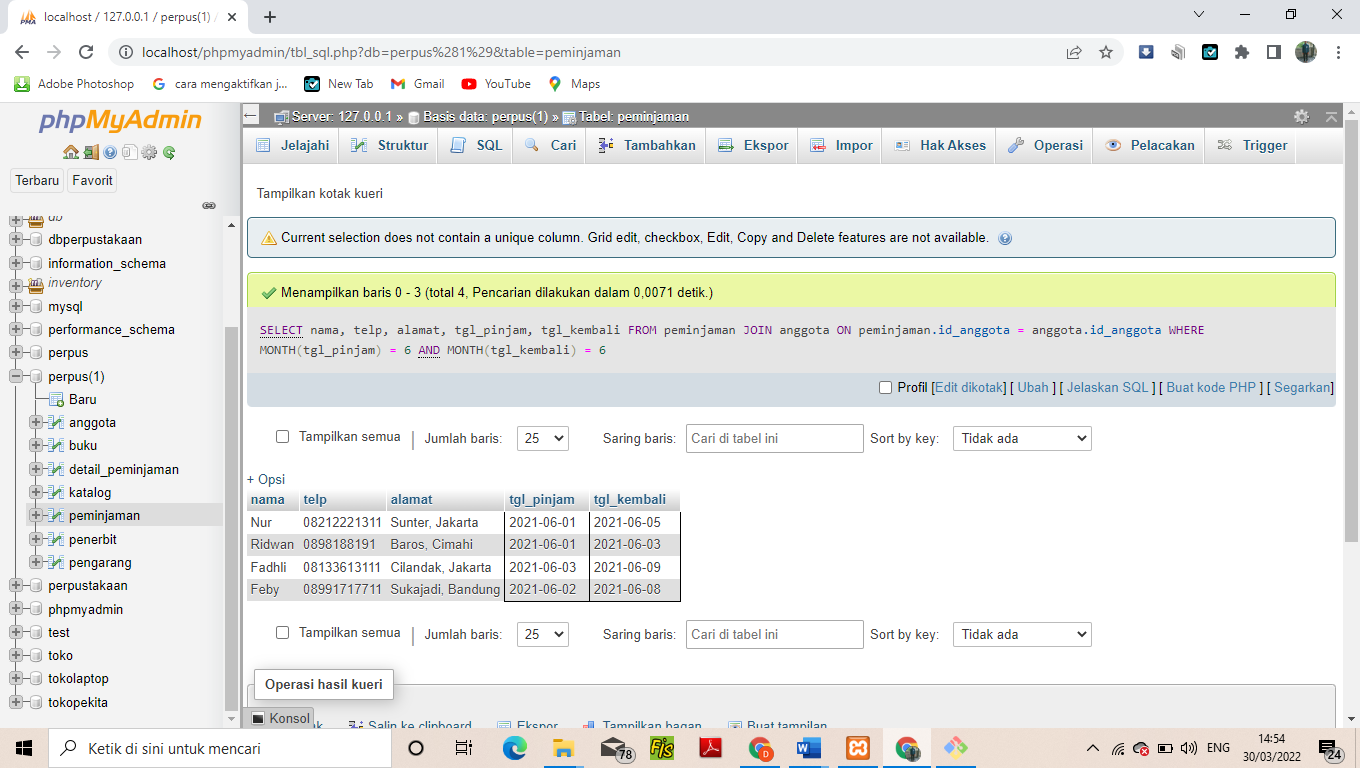 localhost / 127.0.0.1 / perpus(1) /
localhost/phpmyadmin/tbl_sql.php?db=perpus%281%29&table=peminjaman
Adobe Photoshop
cara mengaktifkan j...
New Tab
Gmail
YouTube
Maps
phpMyAdmin
Terbaru
Favorit
db
dbperpustakaan
information_schema
inventory
mysql
performance_schema
perpus
perpus(1)
Baru
anggota
buku
detail_peminjaman
katalog
peminjaman
penerbit
pengarang
perpustakaan
phpmyadmin
test
toko
tokolaptop
tokopekita
Server: 127.0.0.1 » Basis data: perpus(1) » Tabel: peminjaman
Jelajahi Struktur SQL Cari Tambahkan Ekspor Impor Hak Akses Operasi Pelacakan Trigger
Tampilkan kotak kueri
Current selection does not contain a unique column. Grid edit, checkbox, Edit, Copy and Delete features are not available.
Menampilkan baris 0 - 3 (total 4, Pencarian dilakukan dalam 0,0071 detik.)
SELECT nama, telp, alamat, tgl_pinjam, tgl_kembali FROM peminjaman JOIN anggota ON peminjaman.id_anggota = anggota.id_anggota WHERE
MONTH(tgl_pinjam) = 6 AND MONTH(tgl_kembali) = 6
Profil [Edit dikotak] [ Ubah ] [ Jelaskan SQL ] [ Buat kode PHP ] [ Segarkan]
Tampilkan semua | Jumlah baris: 25 Saring baris: Cari di tabel ini Sort by key: Tidak ada
+ Opsi
nama telp alamat tgl_pinjam tgl_kembali
Nur 08212221311 Sunter, Jakarta 2021-06-01 2021-06-05
Ridwan 0898188191 Baros, Cimahi 2021-06-01 2021-06-03
Fadhli 08133613111 Cilandak, Jakarta 2021-06-03 2021-06-09
Feby 08991717711 Sukajadi, Bandung 2021-06-02 2021-06-08
Tampilkan semua | Jumlah baris: 25 Saring baris: Cari di tabel ini Sort by key: Tidak ada
Operasi hasil kueri
Konsol
Salin ke clipboard Ekspor Tampilkan bagan Buat tampilan
Ketik di sini untuk mencari
78
Fis
ENG
14:54
30/03/2022
24